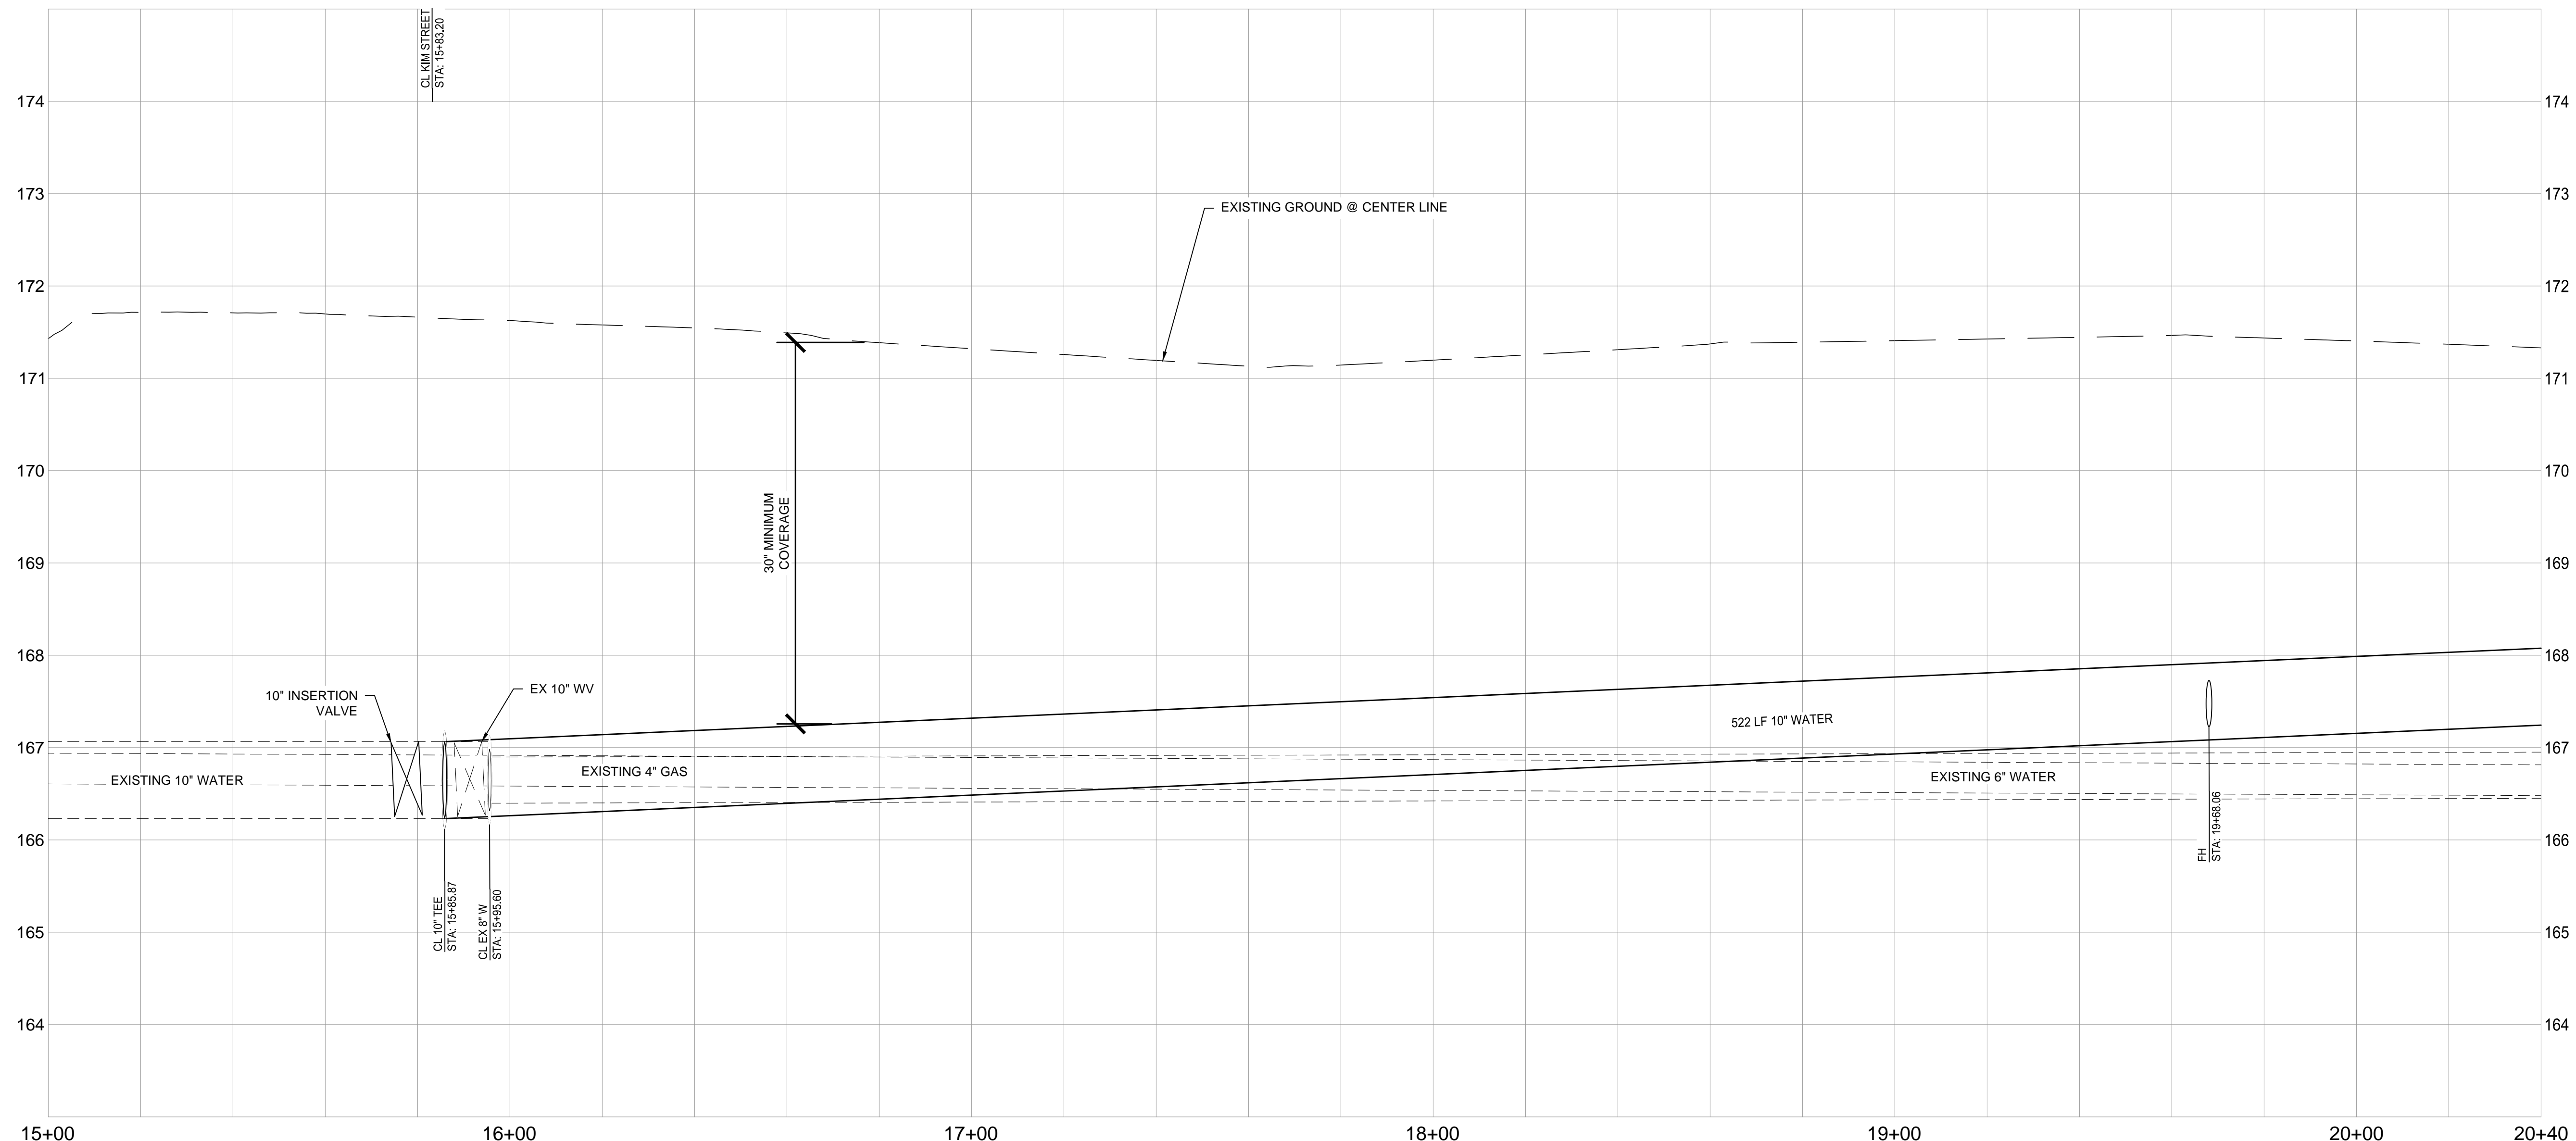 CL KIM STREET
STA: 15+83.20
174
174
173
173
EXISTING GROUND @ CENTER LINE
172
172
171
171
170
170
30" MINIMUM
COVERAGE
169
169
168
168
10" INSERTION
VALVE
EX 10" WV
522 LF 10" WATER
167
167
EXISTING 10" WATER
EXISTING 4" GAS
EXISTING 6" WATER
166
166
FH
STA: 19+68.06
CL 10" TEE
STA: 15+85.87
CL EX 8" W
STA: 15+95.60
165
165
164
164
15+00
16+00
17+00
18+00
19+00
20+00
20+40